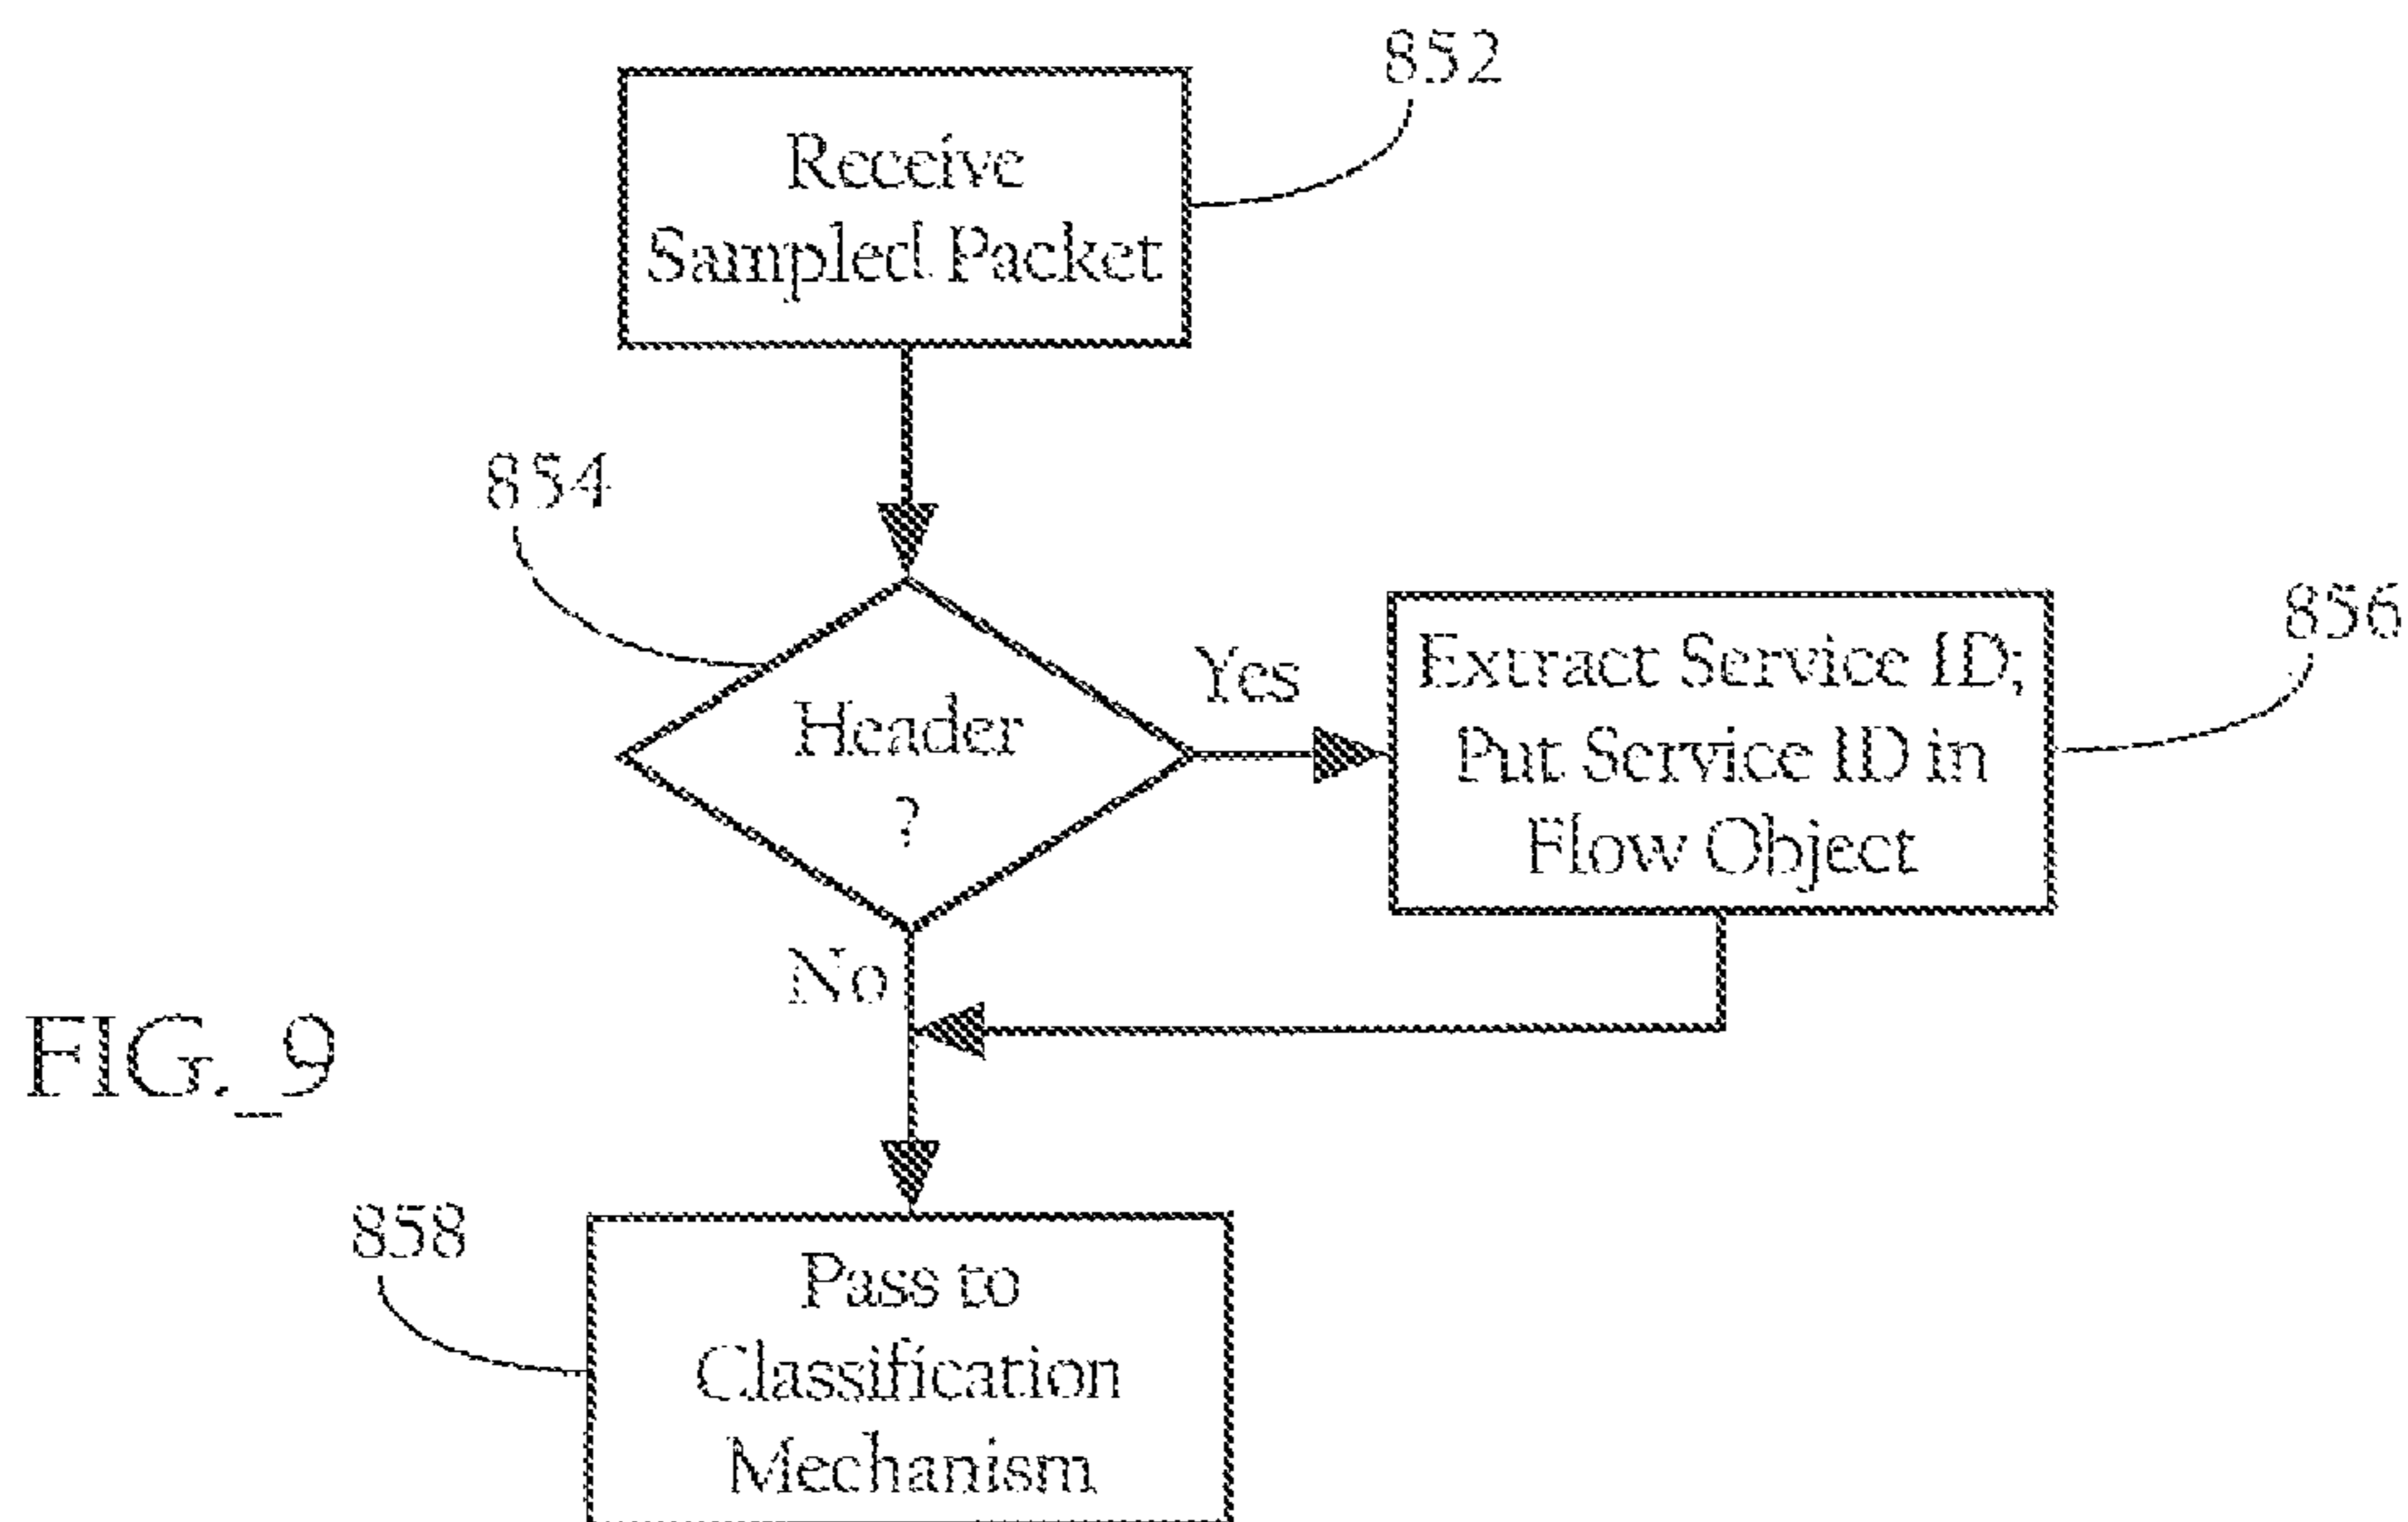 852
Receive
Sampled Packet
854
Header
?
Yes
856
Extract Service ID;
Put Service ID in
Flow Object
No
FIG._9
858
Pass to
Classification
Mechanism